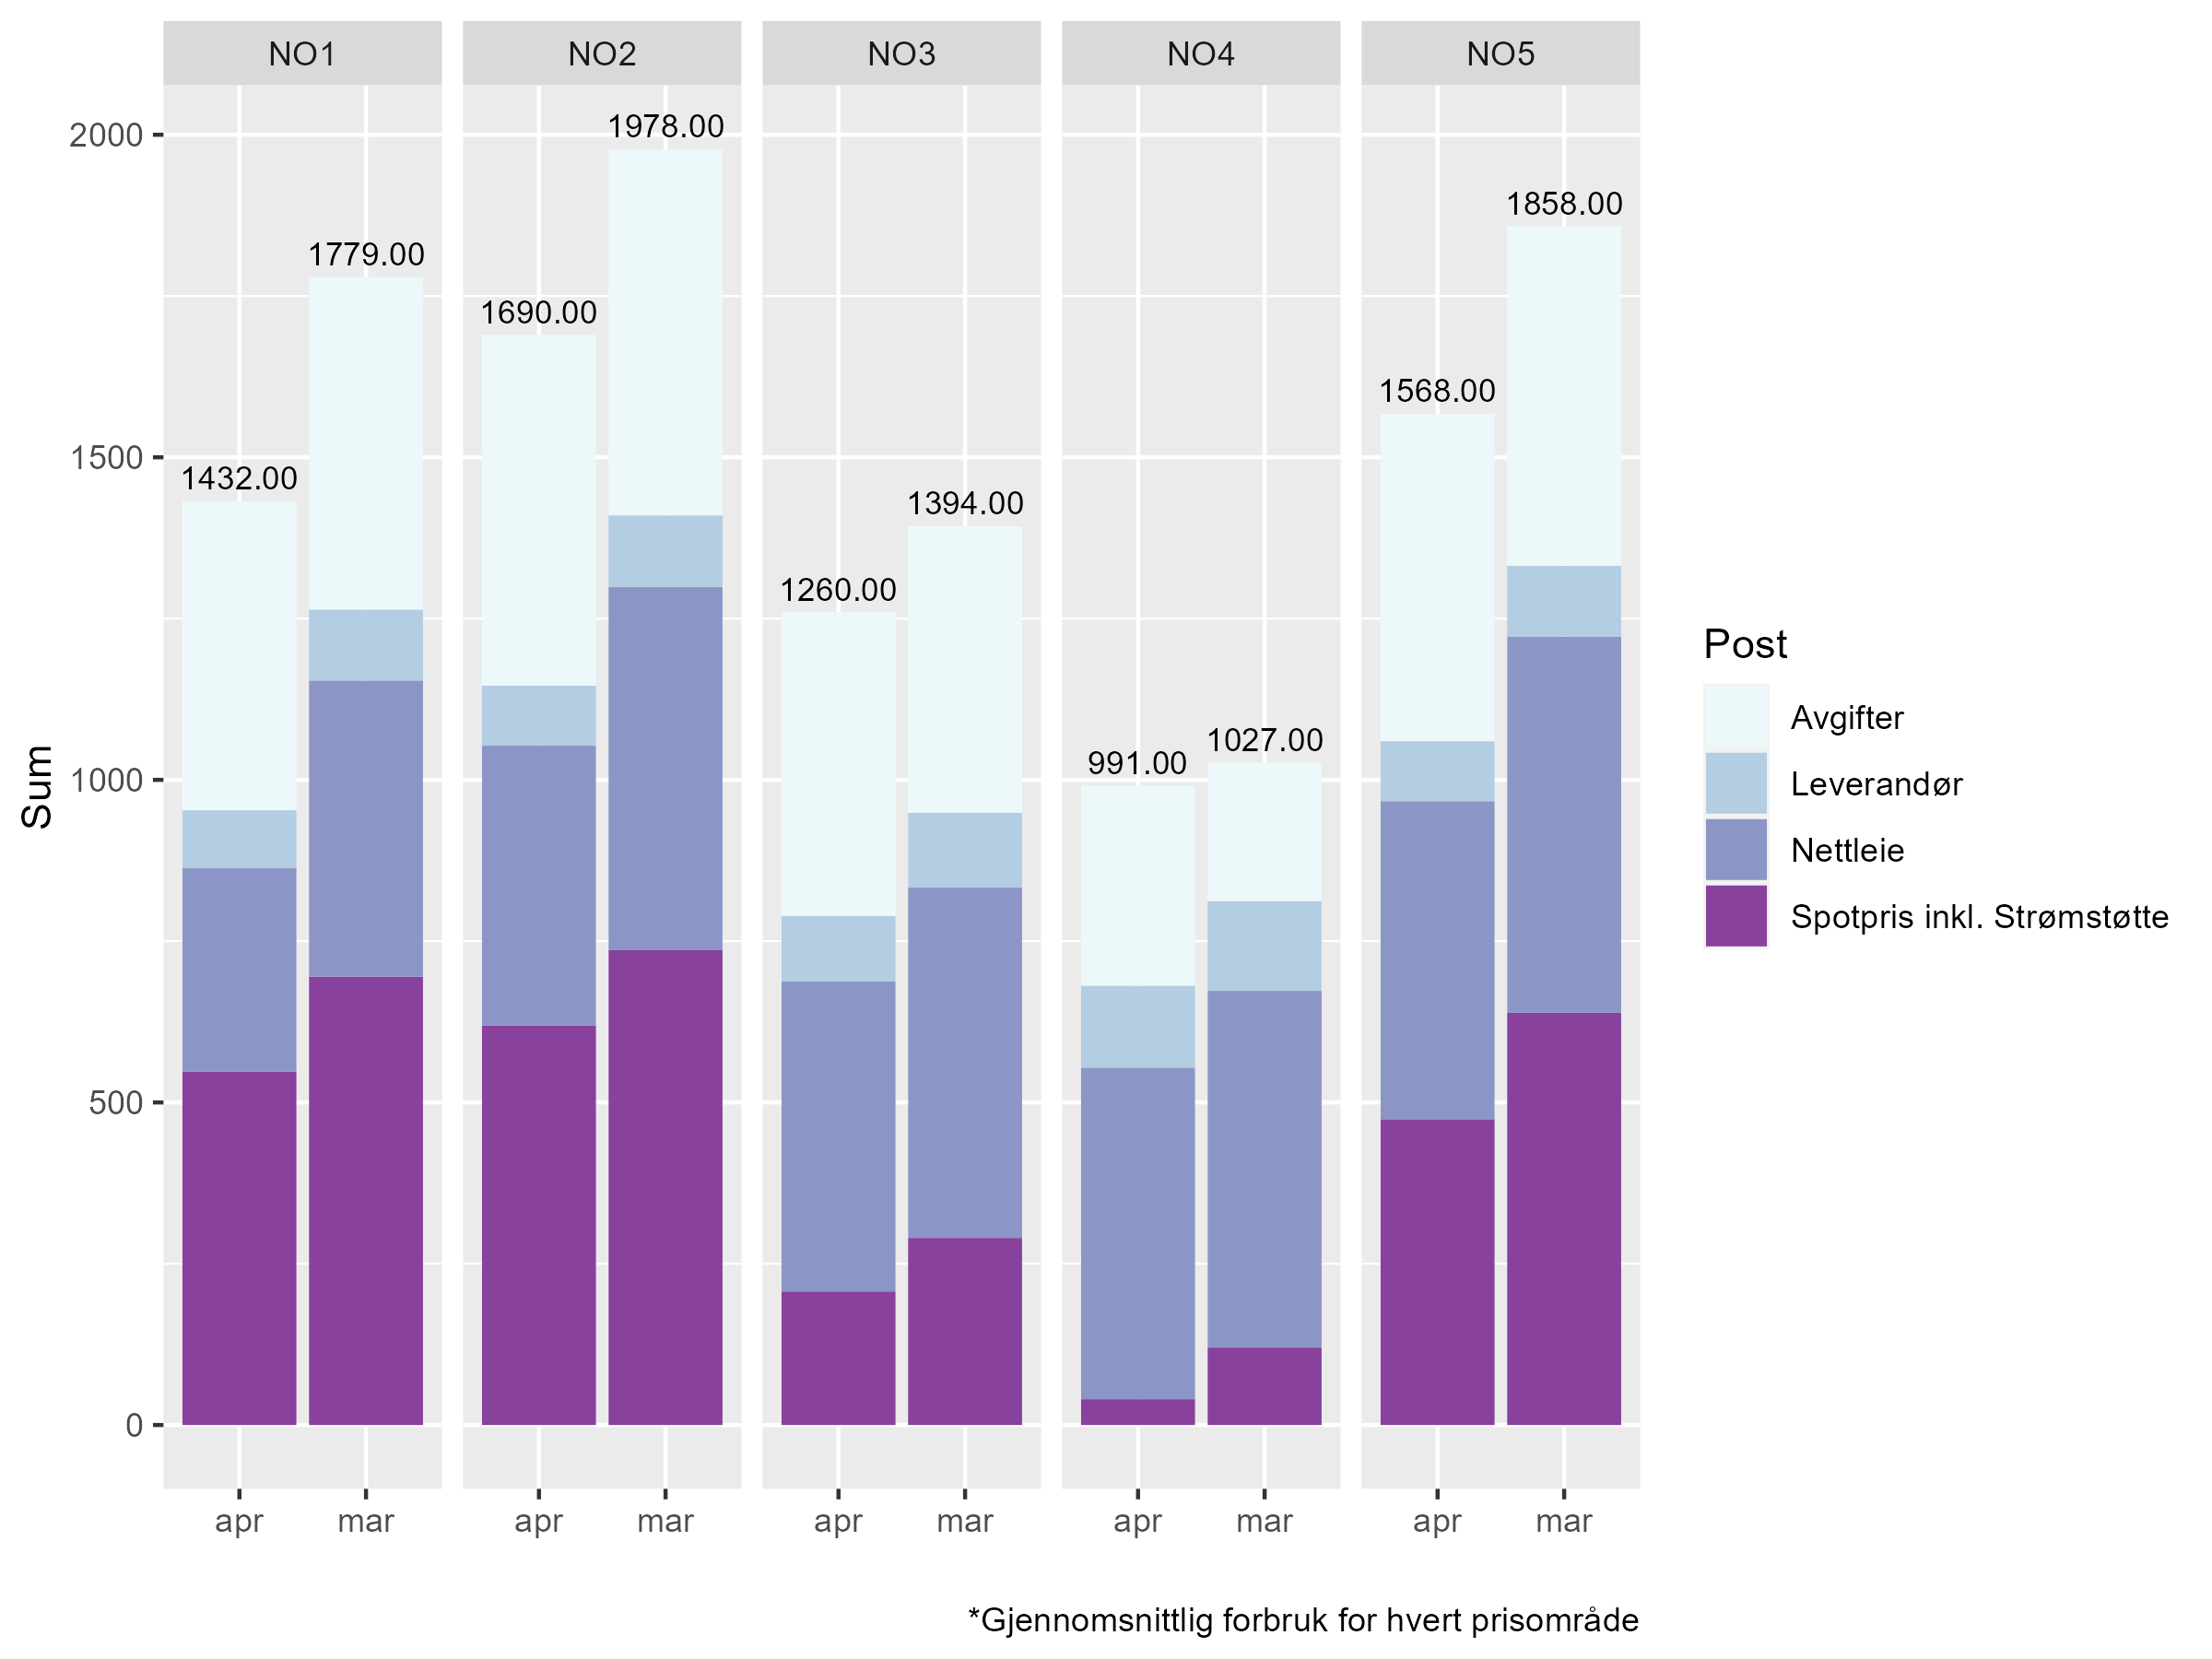 NO1 NO2 NO3 NO4 NO5
2000
1500
1000
500
0
Sum
1432.00
1779.00
1690.00
1978.00
1260.00
1394.00
991.00
1027.00
1568.00
1858.00
apr mar apr mar apr mar apr mar apr mar
Post
Avgifter
Leverandør
Nettleie
Spotpris inkl. Strømstøtte
*Gjennomsnittlig forbruk for hvert prisområde